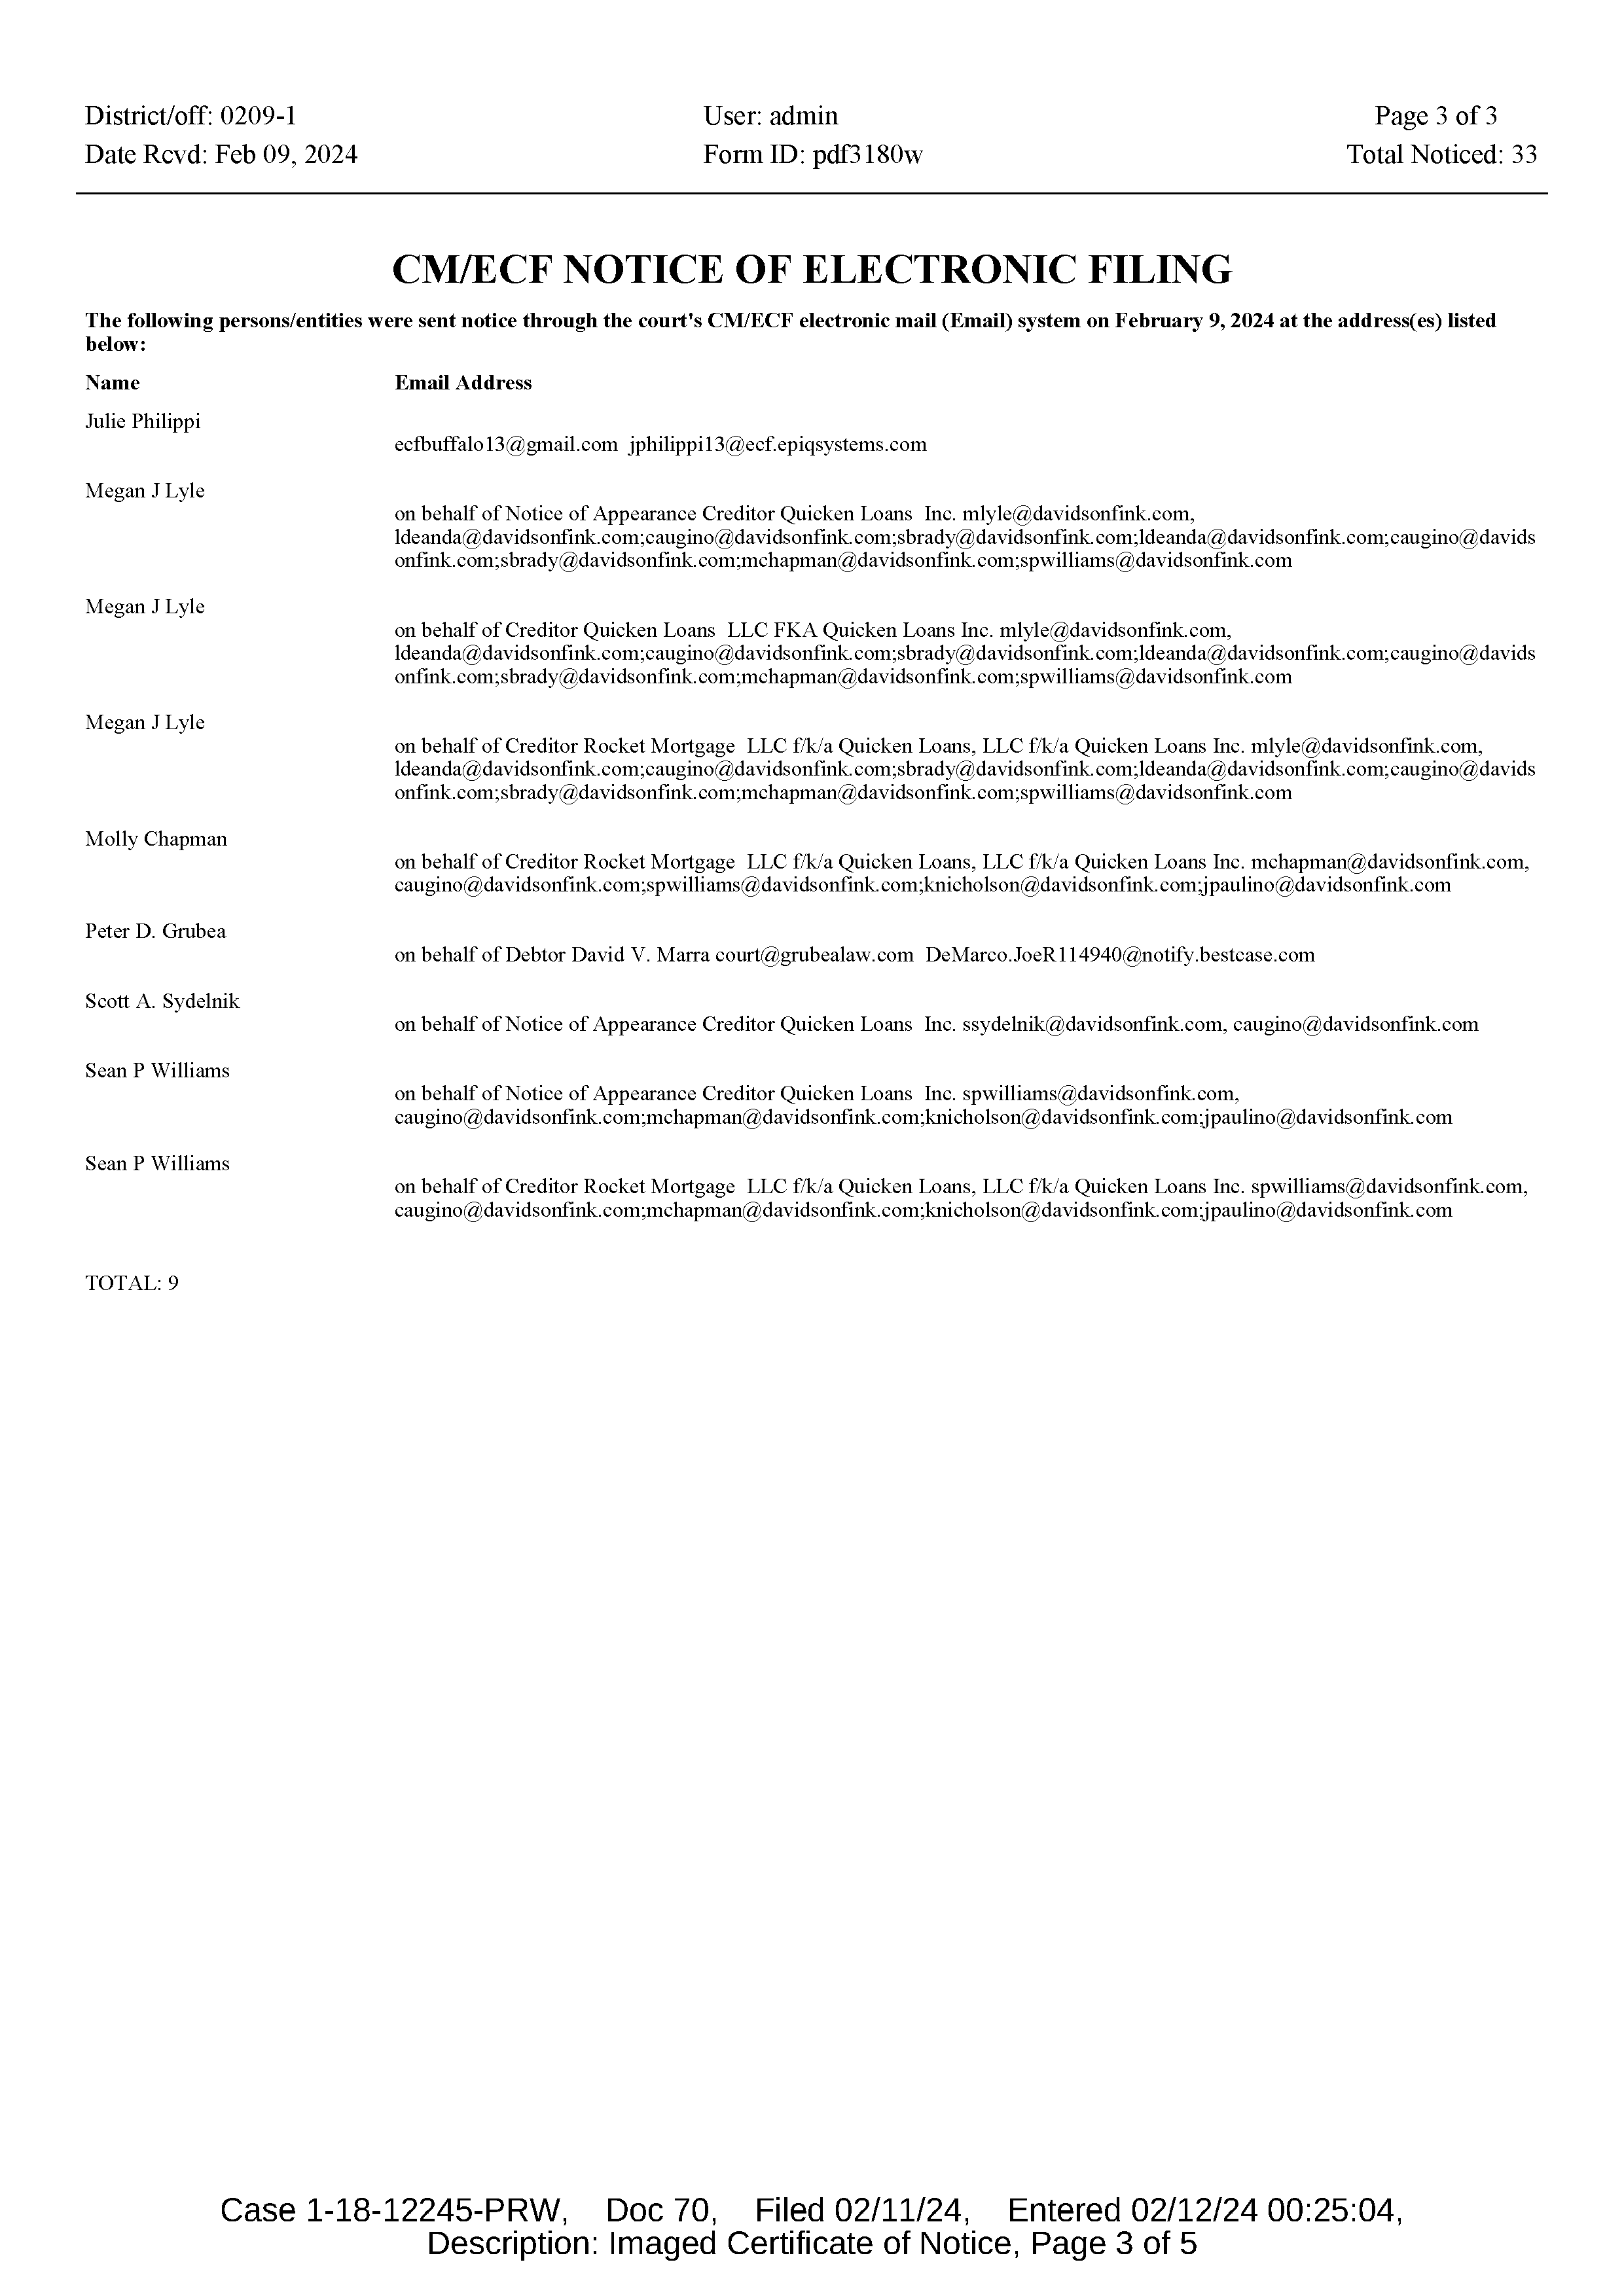 District/off: 0209-1 User: admin Page 3 of 3
Date Rcvd: Feb 09, 2024 Form ID: pdf3180w Total Noticed: 33
CM/ECF NOTICE OF ELECTRONIC FILING
The following persons/entities were sent notice through the court's CM/ECF electronic mail (Email) system on February 9, 2024 at the address(es) listed
below:
Name Email Address
Julie Philippi
ecfbuffalo13@gmail.com jphilippi13@ecf.epiqsystems.com
Megan J Lyle
on behalf of Notice of Appearance Creditor Quicken Loans Inc. mlyle@davidsonfink.com,
ldeanda@davidsonfink.com;caugino@davidsonfink.com;sbrady@davidsonfink.com;ldeanda@davidsonfink.com;caugino@davids
onfink.com;sbrady@davidsonfink.com;mchapman@davidsonfink.com;spwilliams@davidsonfink.com
Megan J Lyle
on behalf of Creditor Quicken Loans LLC FKA Quicken Loans Inc. mlyle@davidsonfink.com,
ldeanda@davidsonfink.com;caugino@davidsonfink.com;sbrady@davidsonfink.com;ldeanda@davidsonfink.com;caugino@davids
onfink.com;sbrady@davidsonfink.com;mchapman@davidsonfink.com;spwilliams@davidsonfink.com
Megan J Lyle
on behalf of Creditor Rocket Mortgage LLC f/k/a Quicken Loans, LLC f/k/a Quicken Loans Inc. mlyle@davidsonfink.com,
ldeanda@davidsonfink.com;caugino@davidsonfink.com;sbrady@davidsonfink.com;ldeanda@davidsonfink.com;caugino@davids
onfink.com;sbrady@davidsonfink.com;mchapman@davidsonfink.com;spwilliams@davidsonfink.com
Molly Chapman
on behalf of Creditor Rocket Mortgage LLC f/k/a Quicken Loans, LLC f/k/a Quicken Loans Inc. mchapman@davidsonfink.com,
caugino@davidsonfink.com;spwilliams@davidsonfink.com;knicholson@davidsonfink.com;jpaulino@davidsonfink.com
Peter D. Grubea
on behalf of Debtor David V. Marra court@grubealaw.com DeMarco.JoeR114940@notify.bestcase.com
Scott A. Sydelnik
on behalf of Notice of Appearance Creditor Quicken Loans Inc. ssydelnik@davidsonfink.com, caugino@davidsonfink.com
Sean P Williams
on behalf of Notice of Appearance Creditor Quicken Loans Inc. spwilliams@davidsonfink.com,
caugino@davidsonfink.com;mchapman@davidsonfink.com;knicholson@davidsonfink.com;jpaulino@davidsonfink.com
Sean P Williams
on behalf of Creditor Rocket Mortgage LLC f/k/a Quicken Loans, LLC f/k/a Quicken Loans Inc. spwilliams@davidsonfink.com,
caugino@davidsonfink.com;mchapman@davidsonfink.com;knicholson@davidsonfink.com;jpaulino@davidsonfink.com
TOTAL: 9
Case 1-18-12245-PRW, Doc 70, Filed 02/11/24, Entered 02/12/24 00:25:04,
Description: Imaged Certificate of Notice, Page 3 of 5